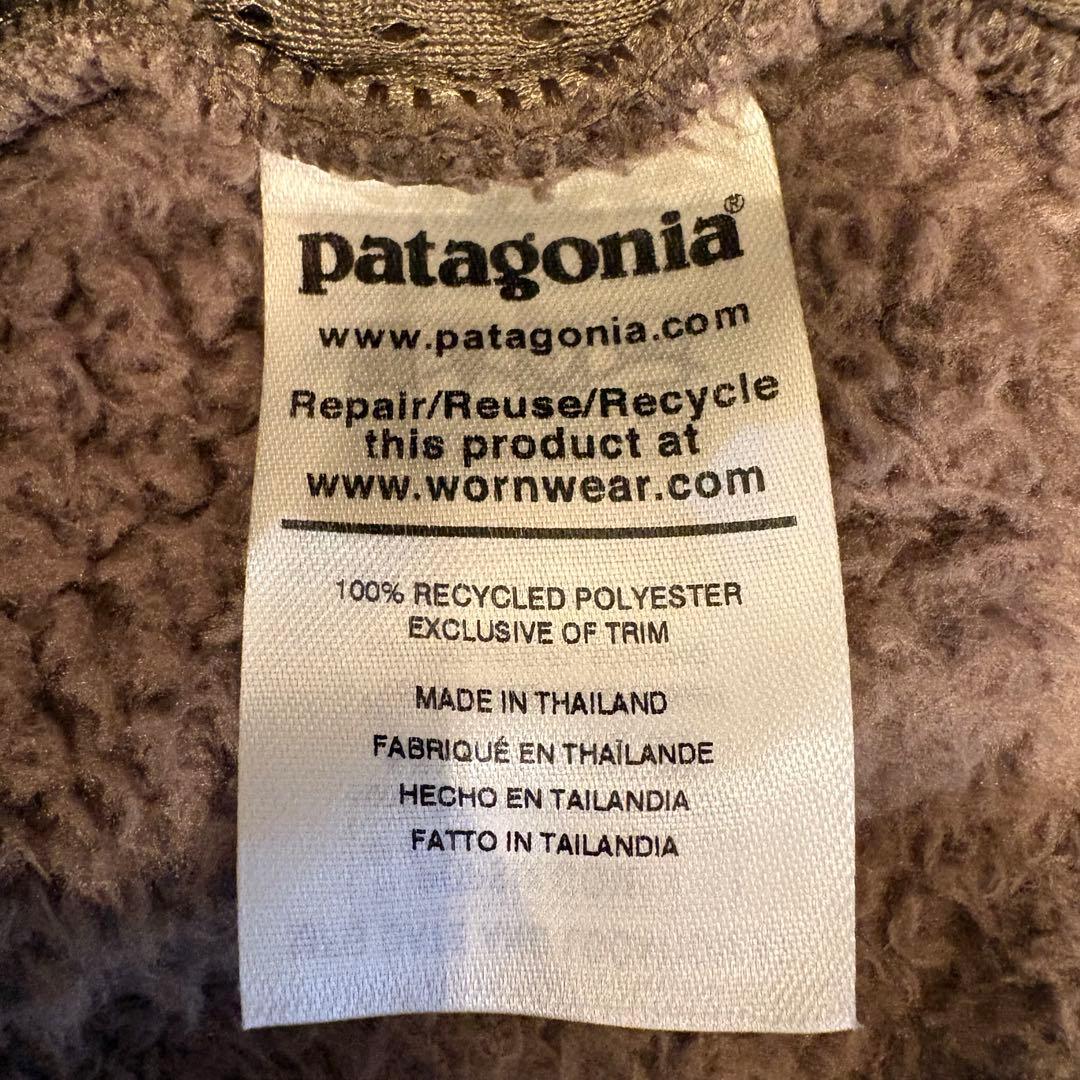 patagonia®
www.patagonia.com
Repair/Reuse/Recycle
this product at
www.wornwear.com
100% RECYCLED POLYESTER
EXCLUSIVE OF TRIM
MADE IN THAILAND
FABRIQUÉ EN THAÏLANDE
HECHO EN TAILANDIA
FATTO IN TAILANDIA